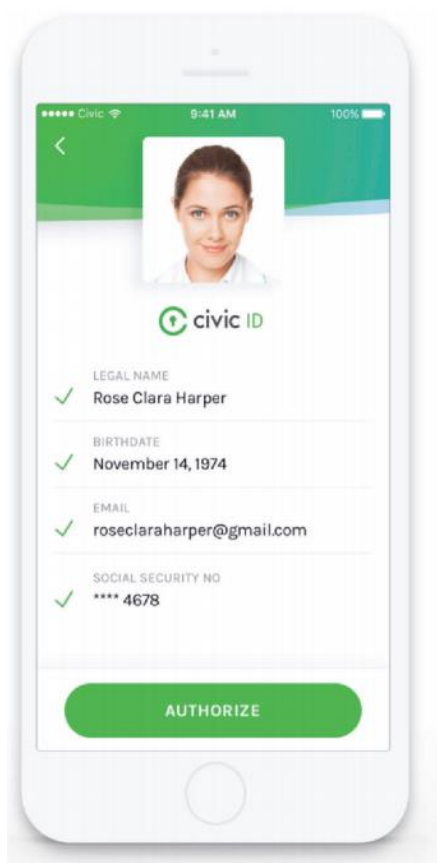 Civic 9:41 AM 100%
civic ID
LEGAL NAME
Rose Clara Harper
BIRTHDATE
November 14, 1974
EMAIL
roseclaraharper@gmail.com
SOCIAL SECURITY NO
**** 4678
AUTHORIZE